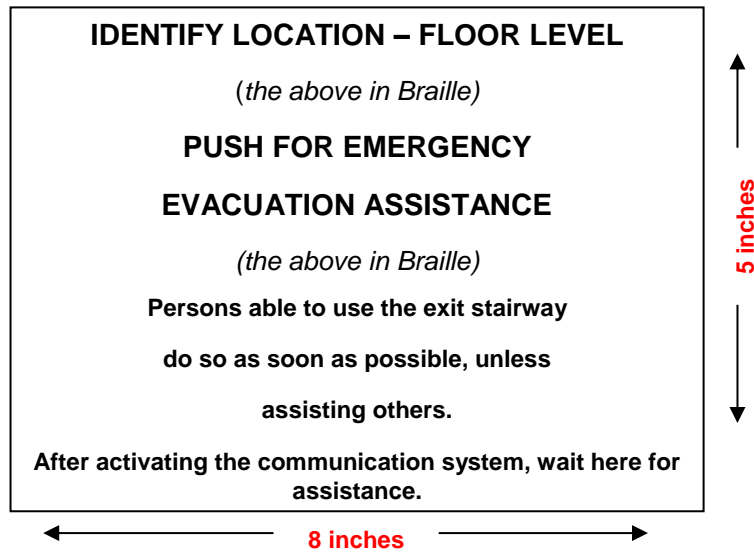 IDENTIFY LOCATION – FLOOR LEVEL
(the above in Braille)
PUSH FOR EMERGENCY
EVACUATION ASSISTANCE
(the above in Braille)
Persons able to use the exit stairway
do so as soon as possible, unless
assisting others.
After activating the communication system, wait here for
assistance.
5 inches
8 inches